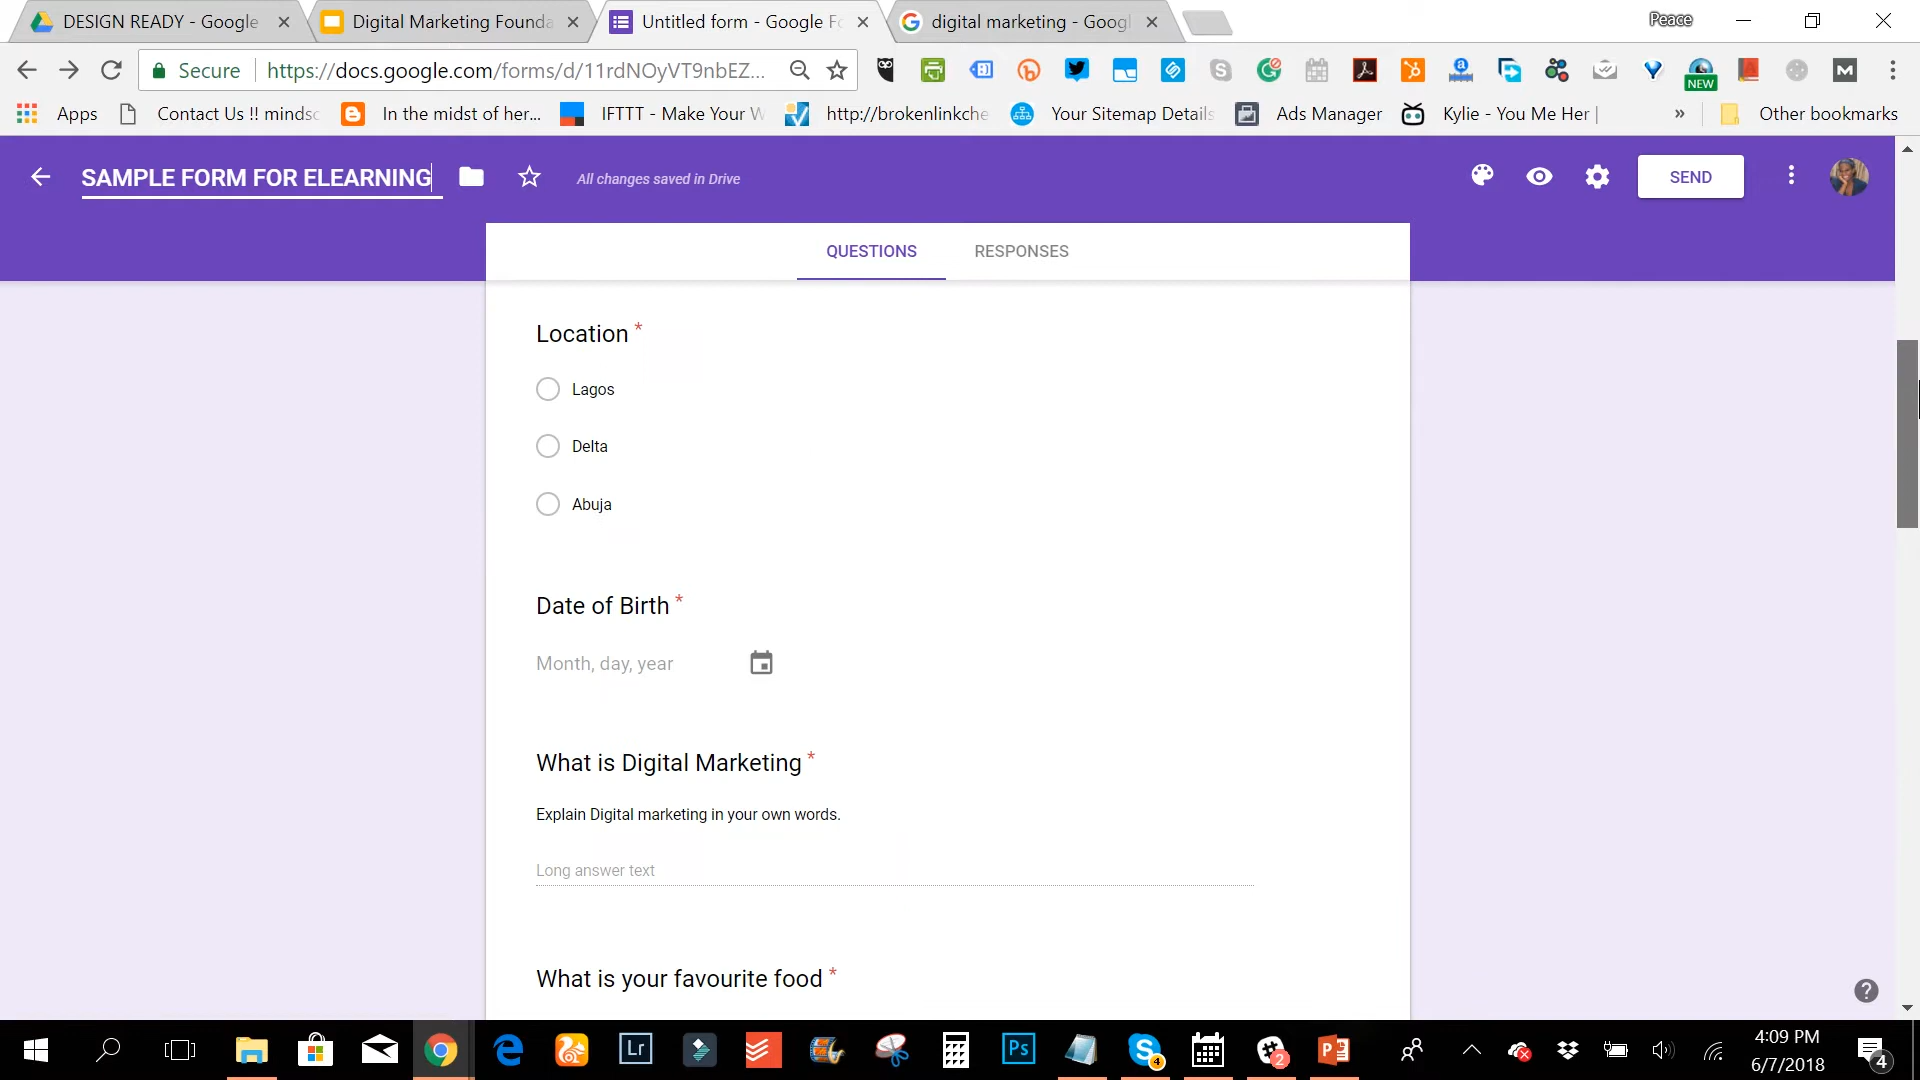 DESIGN READY - Google
Digital Marketing Founda
Untitled form - Google Fo
digital marketing - Googl
Peace
Secure
https://docs.google.com/forms/d/11rdNOyVT9nbEZ...
NEW
Apps
Contact Us !! mindsc
In the midst of her...
IFTTT - Make Your W
http://brokenlinkche
Your Sitemap Details
Ads Manager
Kylie - You Me Her |
»
Other bookmarks
SAMPLE FORM FOR ELEARNING
All changes saved in Drive
SEND
QUESTIONS
RESPONSES
Location *
Lagos
Delta
Abuja
Date of Birth *
Month, day, year
What is Digital Marketing *
Explain Digital marketing in your own words.
Long answer text
What is your favourite food *
?
Lr
Ps
4
2
4:09 PM
6/7/2018
4